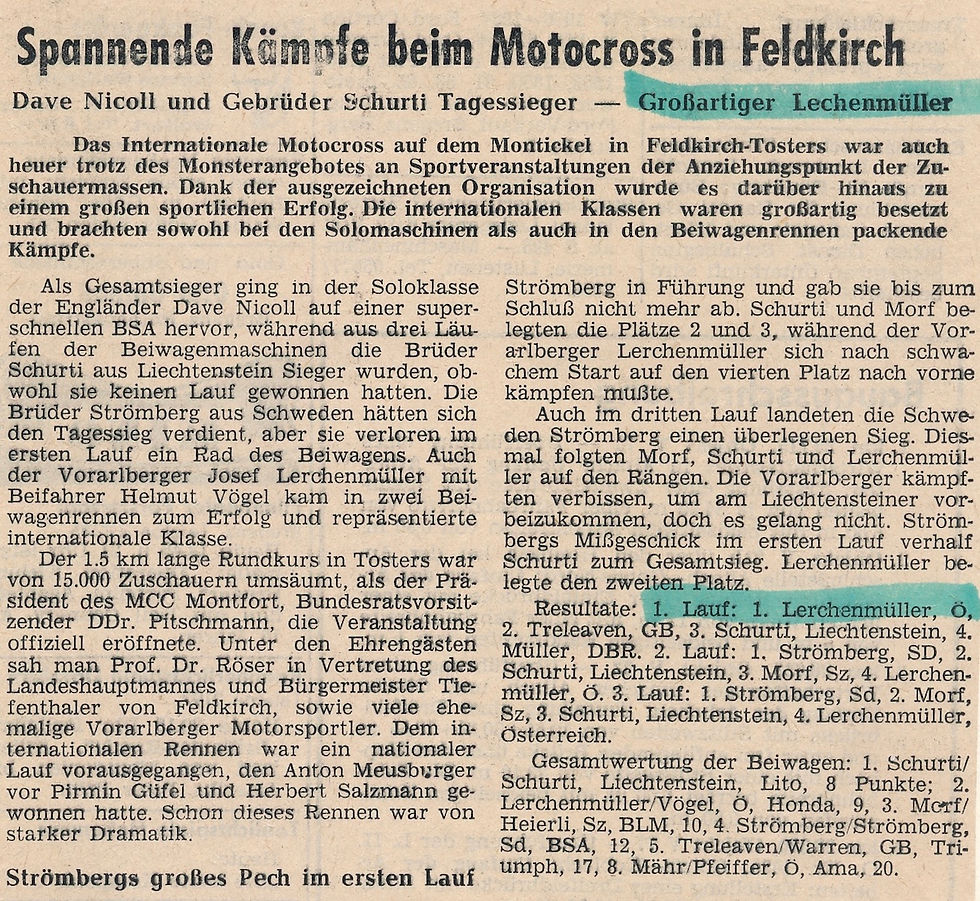 Spannende Kämpfe beim Motocross in Feldkirch
Dave Nicoll und Gebrüder Schurti Tagessieger — Großartiger Lechenmüller
Das Internationale Motocross auf dem Montickel in Feldkirch-Tosters war auch
heuer trotz des Monsterangebotes an Sportveranstaltungen der Anziehungspunkt der Zu-
schauermassen. Dank der ausgezeichneten Organisation wurde es darüber hinaus zu
einem großen sportlichen Erfolg. Die internationalen Klassen waren großartig besetzt
und brachten sowohl bei den Solomaschinen als auch in den Beiwagenrennen packende
Kämpfe.
Als Gesamtsieger ging in der Soloklasse
der Engländer Dave Nicoll auf einer super-
schnellen BSA hervor, während aus drei Läu-
fen der Beiwagenmaschinen die Brüder
Schurti aus Liechtenstein Sieger wurden, ob-
wohl sie keinen Lauf gewonnen hatten. Die
Brüder Strömberg aus Schweden hätten sich
den Tagessieg verdient, aber sie verloren im
ersten Lauf ein Rad des Beiwagens. Auch
der Vorarlberger Josef Lerchenmüller mit
Beifahrer Helmut Vögel kam in zwei Bei-
wagenrennen zum Erfolg und repräsentierte
internationale Klasse.
Der 1.5 km lange Rundkurs in Tosters war
von 15.000 Zuschauern umsäumt, als der Prä-
sident des MCC Montfort, Bundesratsvorsit-
zender DDr. Pitschmann, die Veranstaltung
offiziell eröffnete. Unter den Ehrengästen
sah man Prof. Dr. Röser in Vertretung des
Landeshauptmannes und Bürgermeister Tie-
fenthaler von Feldkirch, sowie viele ehe-
malige Vorarlberger Motorsportler. Dem in-
ternationalen Rennen war ein nationaler
Lauf vorausgegangen, den Anton Meusburger
vor Pirmin Güfel und Herbert Salzmann ge-
wonnen hatte. Schon dieses Rennen war von
starker Dramatik.
Strömbergs großes Pech im ersten Lauf
Strömberg in Führung und gab sie bis zum
Schluß nicht mehr ab. Schurti und Morf be-
legten die Plätze 2 und 3, während der Vor-
arlberger Lerchenmüller sich nach schwa-
chem Start auf den vierten Platz nach vorne
kämpfen mußte.
Auch im dritten Lauf landeten die Schwe-
den Strömberg einen überlegenen Sieg. Dies-
mal folgten Morf, Schurti und Lerchenmül-
ler auf den Rängen. Die Vorarlberger kämpf-
ten verbissen, um am Liechtensteiner vor-
beizukommen, doch es gelang nicht. Ström-
bergs Mißgeschick im ersten Lauf verhalf
Schurti zum Gesamtsieg. Lerchenmüller be-
legte den zweiten Platz.
Resultate: 1. Lauf: 1. Lerchenmüller, Ö,
2. Treleaven, GB, 3. Schurti, Liechtenstein, 4.
Müller, DBR. 2. Lauf: 1. Strömberg, SD, 2.
Schurti, Liechtenstein, 3. Morf, Sz, 4. Lerchen-
müller, Ö. 3. Lauf: 1. Strömberg, Sd, 2. Morf,
Sz, 3. Schurti, Liechtenstein, 4. Lerchenmüller,
Österreich.
Gesamtwertung der Beiwagen: 1. Schurti/
Schurti, Liechtenstein, Lito, 8 Punkte; 2.
Lerchenmüller/Vögel, Ö, Honda, 9, 3. Morf/
Heierli, Sz, BLM, 10, 4. Strömberg/Strömberg,
Sd, BSA, 12, 5. Treleaven/Warren, GB, Tri-
umph, 17, 8. Mähr/Pfeiffer, Ö, Ama, 20.